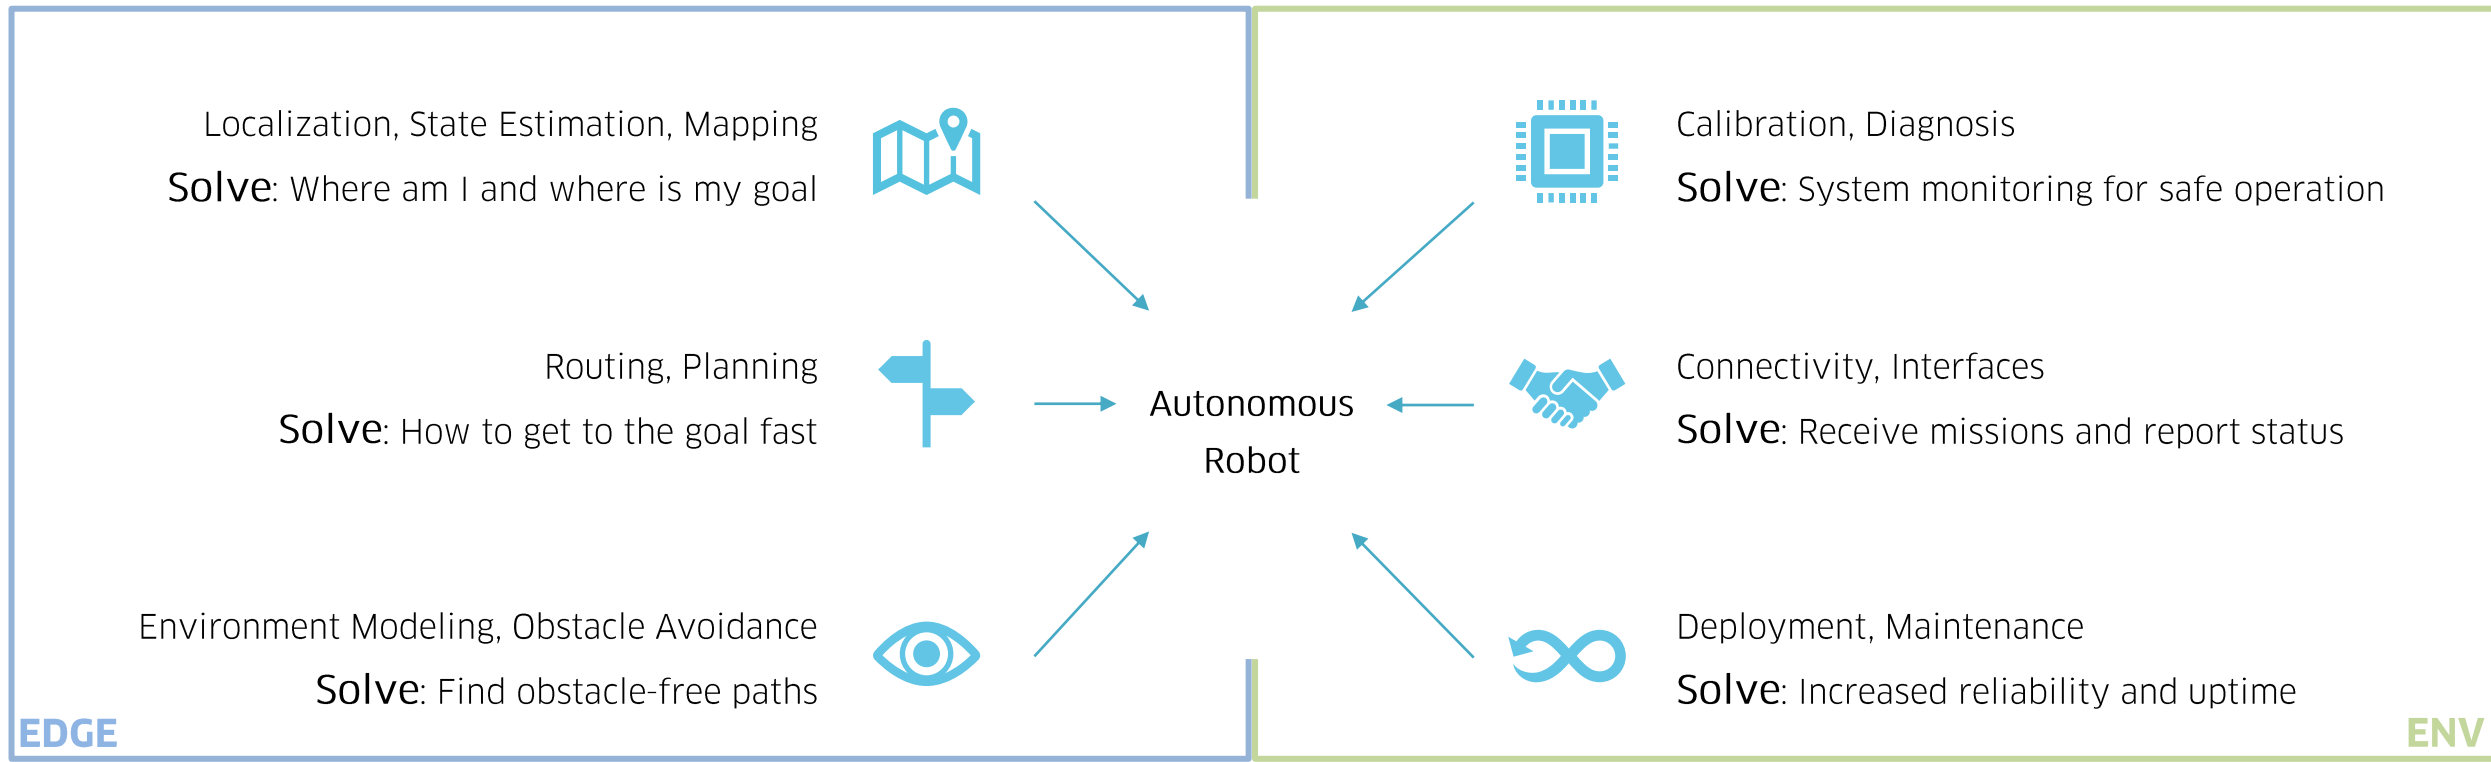 Localization, State Estimation, Mapping
Solve: Where am I and where is my goal
Routing, Planning
Solve: How to get to the goal fast
Environment Modeling, Obstacle Avoidance
Solve: Find obstacle-free paths
EDGE
Autonomous
Robot
Calibration, Diagnosis
Solve: System monitoring for safe operation
Connectivity, Interfaces
Solve: Receive missions and report status
Deployment, Maintenance
Solve: Increased reliability and uptime
ENV